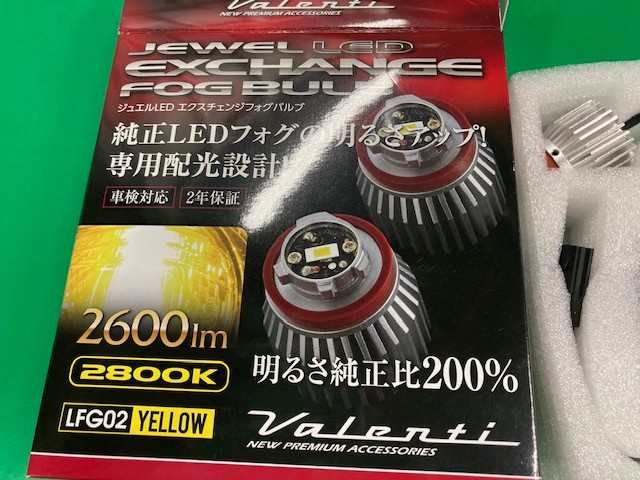 Valenti
NEW PREMIUM ACCESSORIES
JEWEL LED
EXCHANGE
FOG BULB
ジュエルLED エクスチェンジフォグバルブ
純正LEDフォグの明るさアップ!
専用配光設計
車検対応 2年保証
2600lm
2800K
明るさ純正比200%
LFG02 YELLOW
Valenti
NEW PREMIUM ACCESSORIES